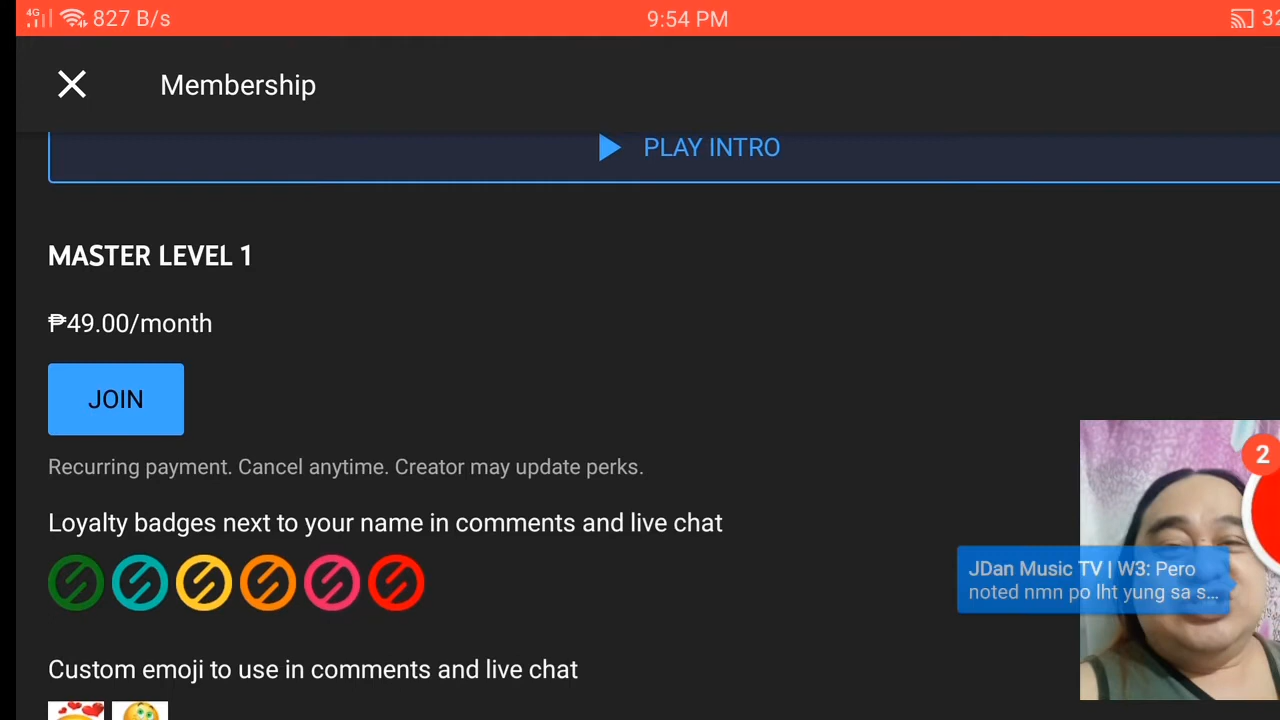 4G 827 B/s 9:54 PM
Membership
PLAY INTRO
MASTER LEVEL 1
₱49.00/month
JOIN
Recurring payment. Cancel anytime. Creator may update perks.
Loyalty badges next to your name in comments and live chat
2
JDan Music TV | W3: Pero
noted nmn po lht yung sa s...
Custom emoji to use in comments and live chat